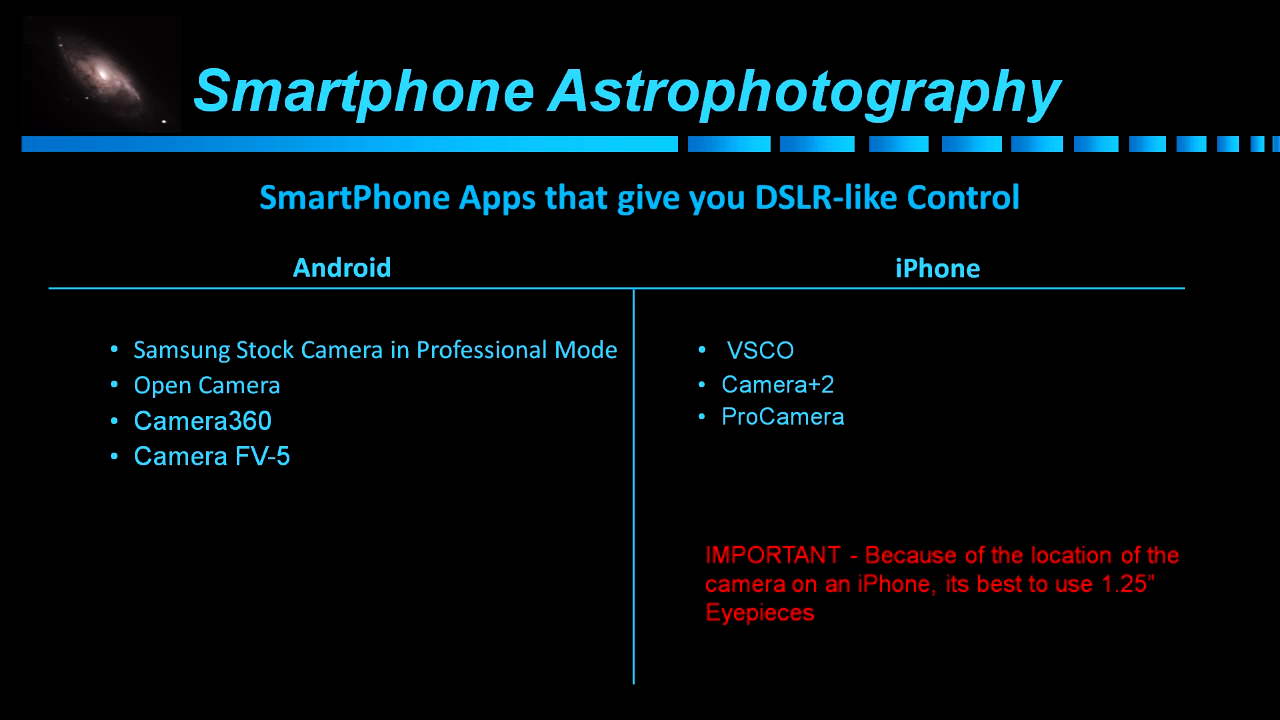 Smartphone Astrophotography
SmartPhone Apps that give you DSLR-like Control
Android
• Samsung Stock Camera in Professional Mode
• Open Camera
• Camera360
• Camera FV-5
iPhone
• VSCO
• Camera+2
• ProCamera
IMPORTANT - Because of the location of the
camera on an iPhone, its best to use 1.25"
Eyepieces